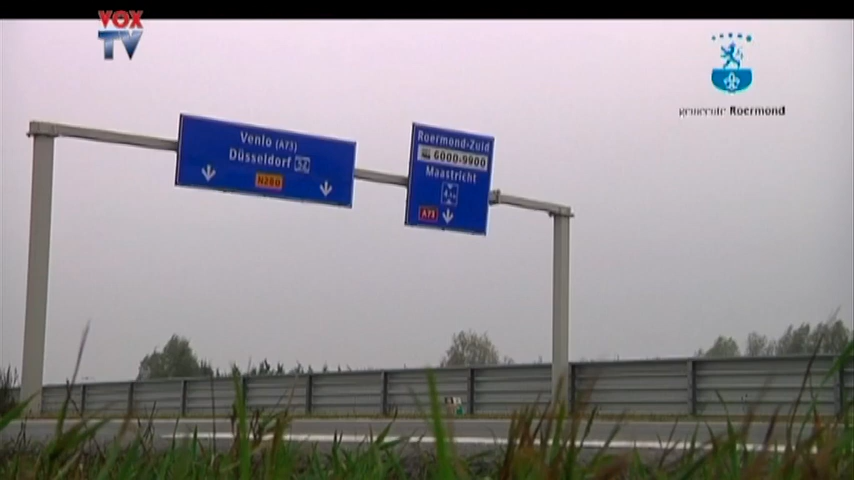 VOX
TV
gemeente Roermond
Venlo (A73)
Düsseldorf 52
N280
Roermond-Zuid
6000-9900
Maastricht
A73